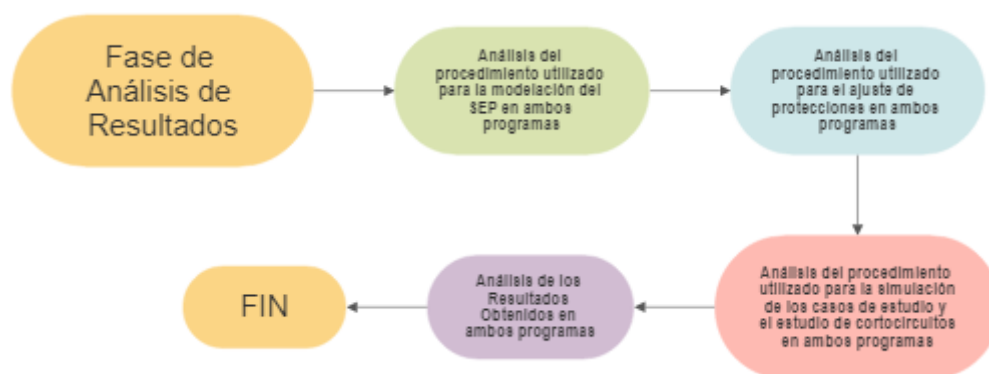 Fase de
Análisis de
Resultados
Análisis del
procedimiento utilizado
para la modelación del
SEP en ambos
programas
Análisis del
procedimiento utilizado
para el ajuste de
protecciones en ambos
programas
Análisis del procedimiento
utilizado para la simulación
de los casos de estudio y
el estudio de cortocircuitos
en ambos programas
Análisis de los
Resultados
Obtenidos en
ambos programas
FIN